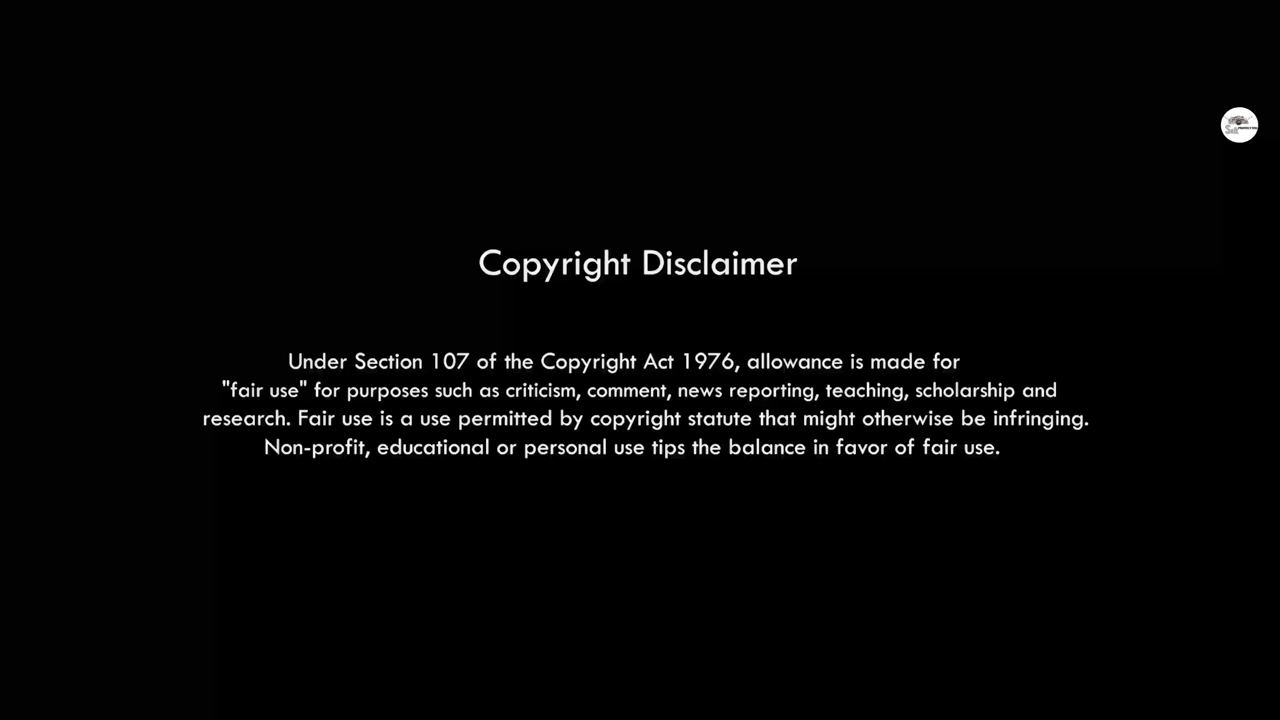 Copyright Disclaimer
Under Section 107 of the Copyright Act 1976, allowance is made for
"fair use" for purposes such as criticism, comment, news reporting, teaching, scholarship and
research. Fair use is a use permitted by copyright statute that might otherwise be infringing.
Non-profit, educational or personal use tips the balance in favor of fair use.